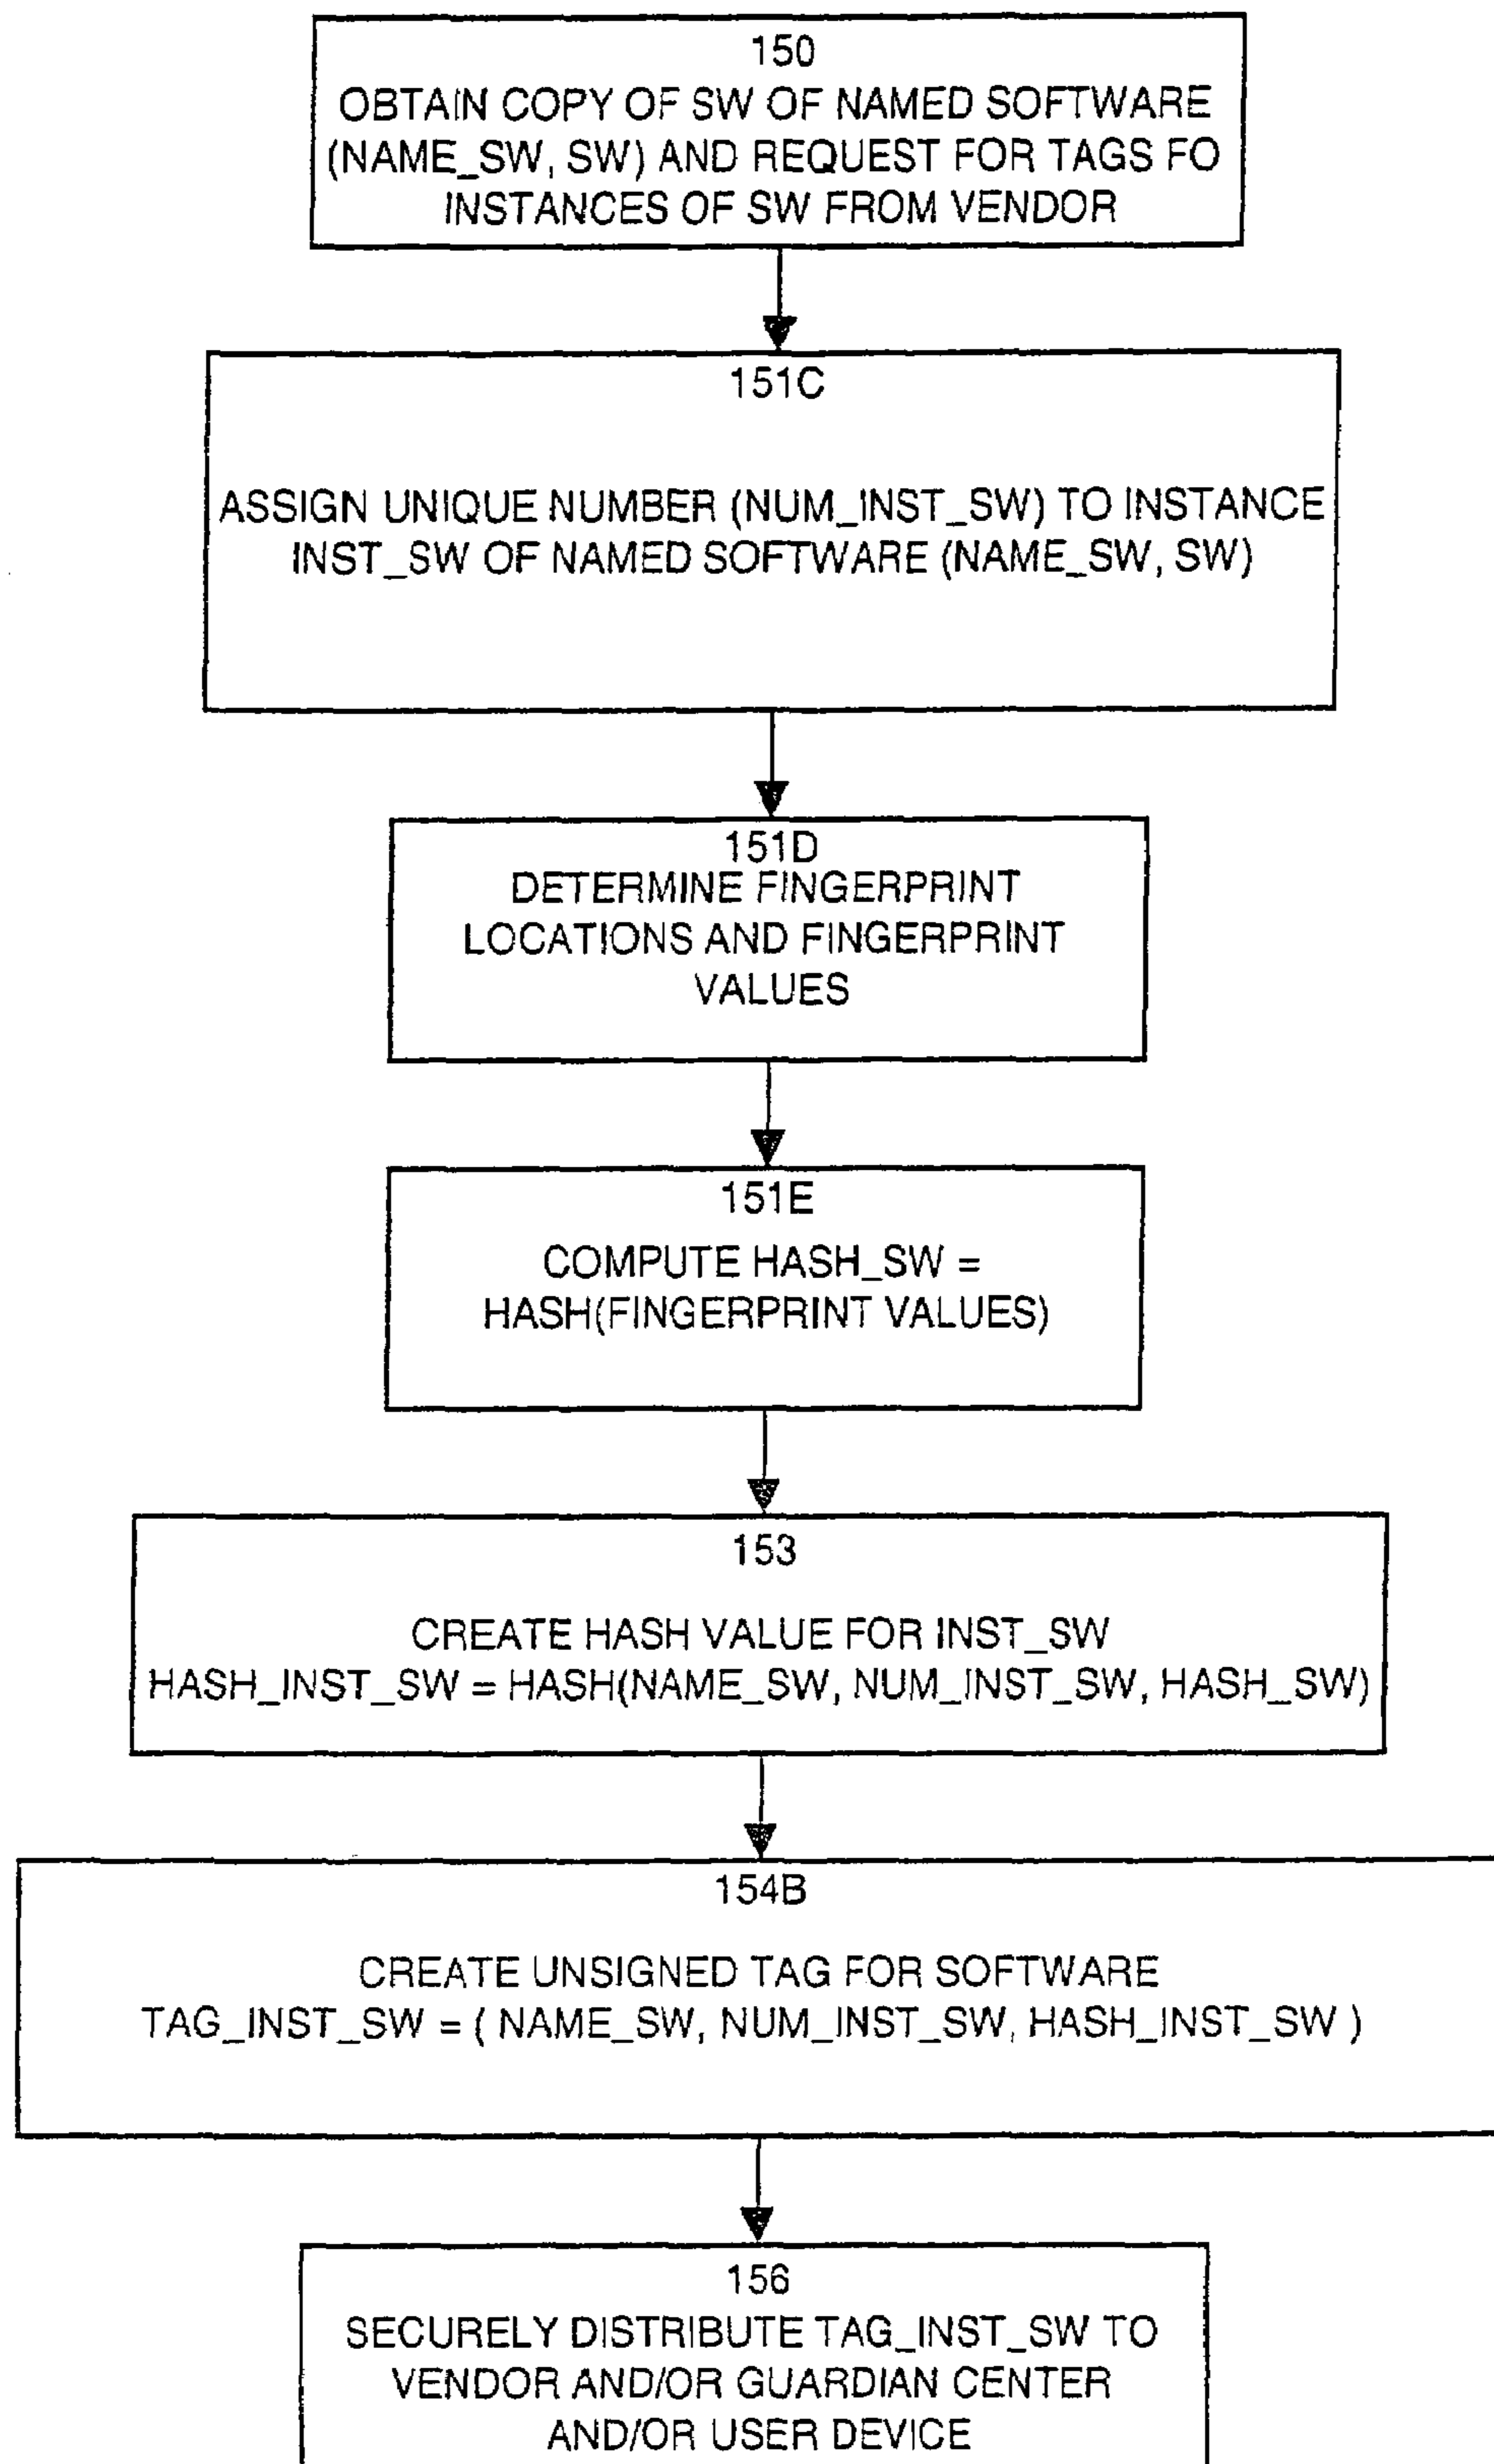 150
OBTAIN COPY OF SW OF NAMED SOFTWARE
(NAME_SW, SW) AND REQUEST FOR TAGS FO
INSTANCES OF SW FROM VENDOR
151C
ASSIGN UNIQUE NUMBER (NUM_INST_SW) TO INSTANCE
INST_SW OF NAMED SOFTWARE (NAME_SW, SW)
151D
DETERMINE FINGERPRINT
LOCATIONS AND FINGERPRINT
VALUES
151E
COMPUTE HASH_SW =
HASH(FINGERPRINT VALUES)
153
CREATE HASH VALUE FOR INST_SW
HASH_INST_SW = HASH(NAME_SW, NUM_INST_SW, HASH_SW)
154B
CREATE UNSIGNED TAG FOR SOFTWARE
TAG_INST_SW = ( NAME_SW, NUM_INST_SW, HASH_INST_SW )
156
SECURELY DISTRIBUTE TAG_INST_SW TO
VENDOR AND/OR GUARDIAN CENTER
AND/OR USER DEVICE